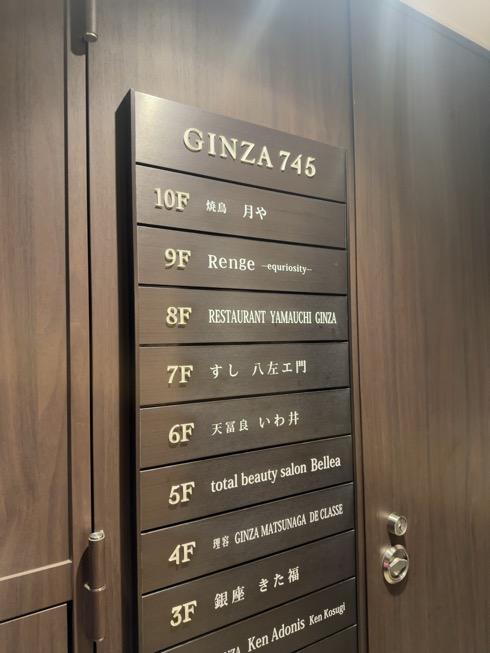 GINZA 745
10F 焼鳥 月や
9F Renge –equriosity–
8F RESTAURANT YAMAUCHI GINZA
7F すし 八左エ門
6F 天冨良 いわ井
5F total beauty salon Bellea
4F 理容 GINZA MATSUNAGA DE CLASSE
3F 銀座 きた福
Ken Adonis Ken Kosugi